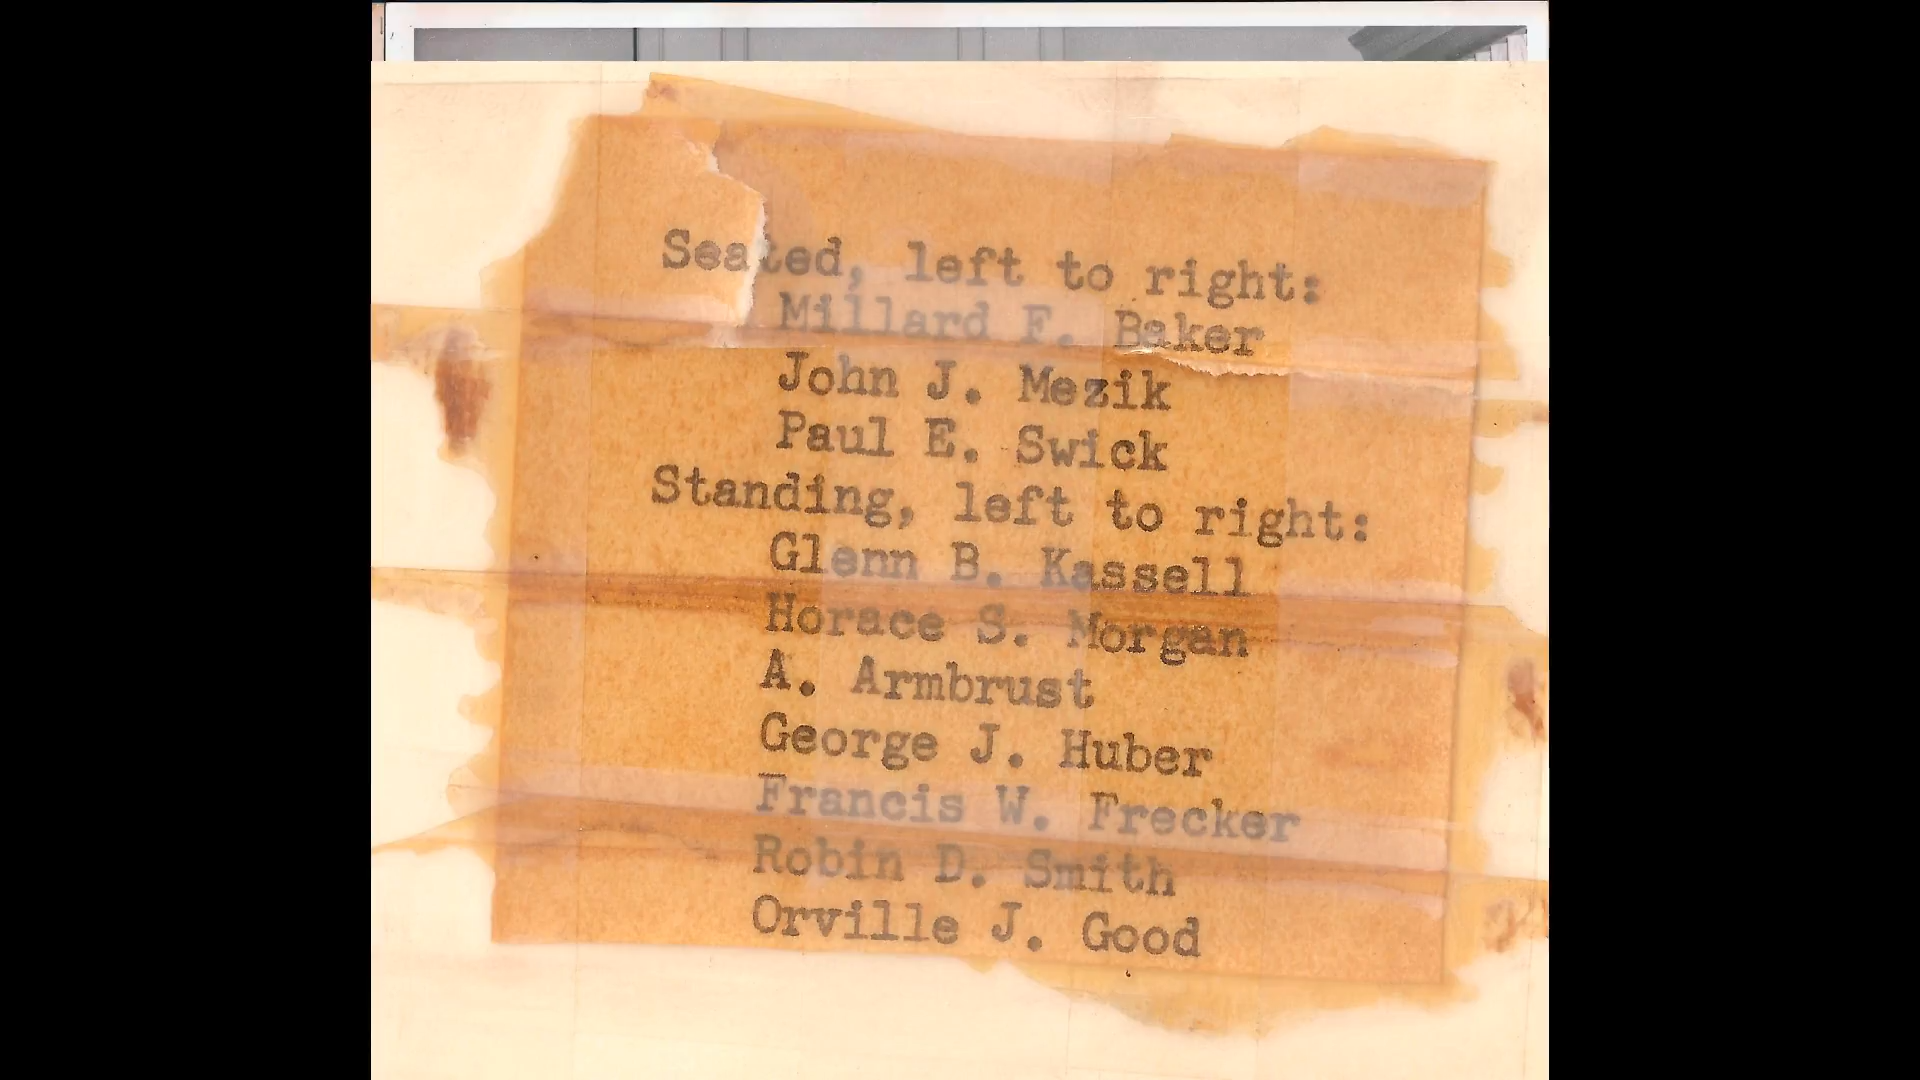 Seated, left to right:
Millard F. Baker
John J. Mezik
Paul E. Swick
Standing, left to right:
Glenn B. Kassell
Horace S. Morgan
A. Armbrust
George J. Huber
Francis W. Frecker
Robin D. Smith
Orville J. Good